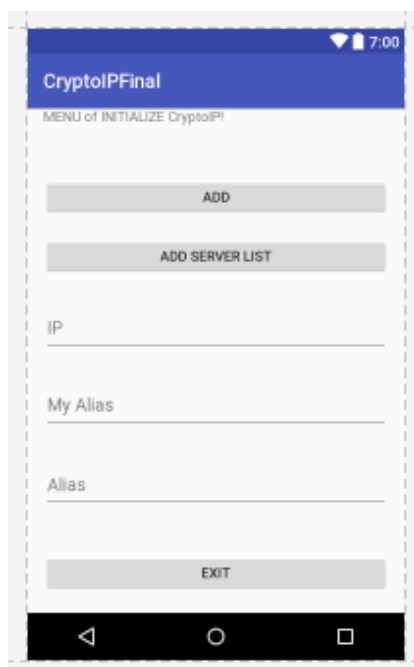 7:00
CryptoIPFinal
MENU of INITIALIZE CryptoIP!
ADD
ADD SERVER LIST
IP
My Alias
Alias
EXIT